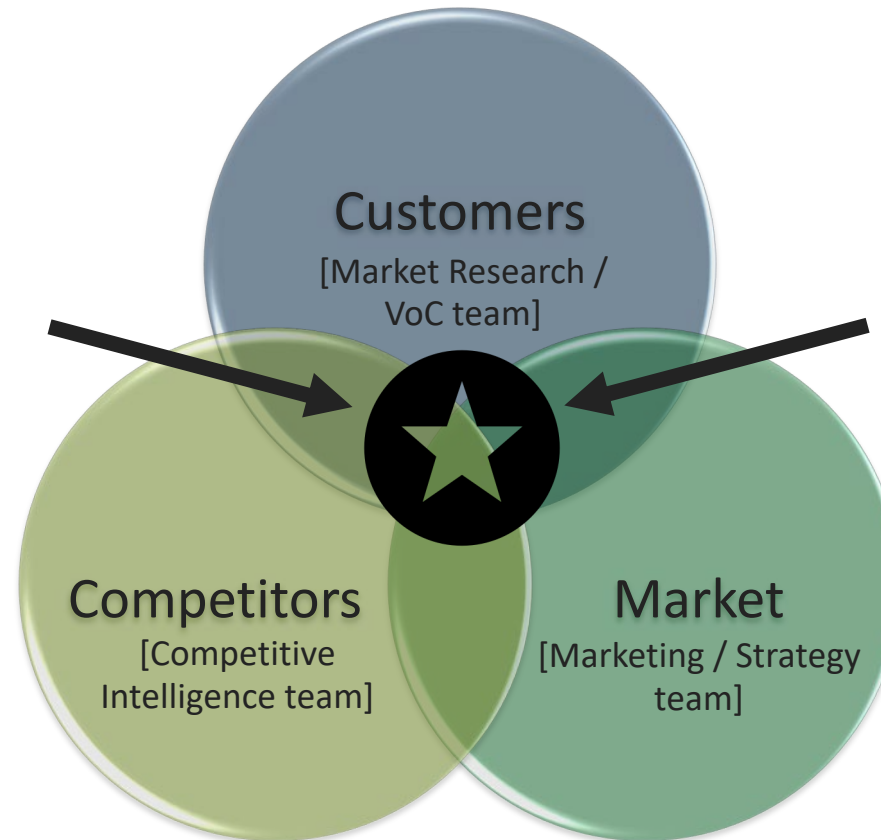 Customers
[Market Research /
VoC team]
Competitors
[Competitive
Intelligence team]
Market
[Marketing / Strategy
team]